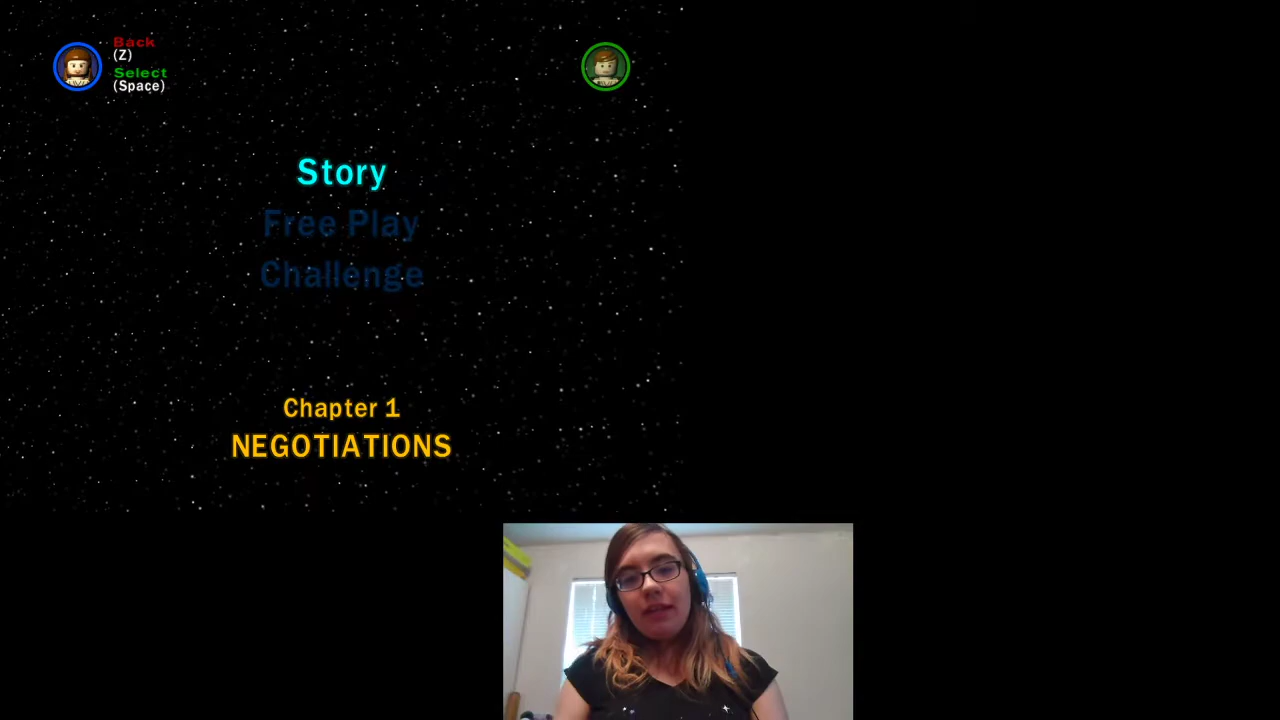 Back
(Z)
Select
(Space)
Story
Free Play
Challenge
Chapter 1
NEGOTIATIONS